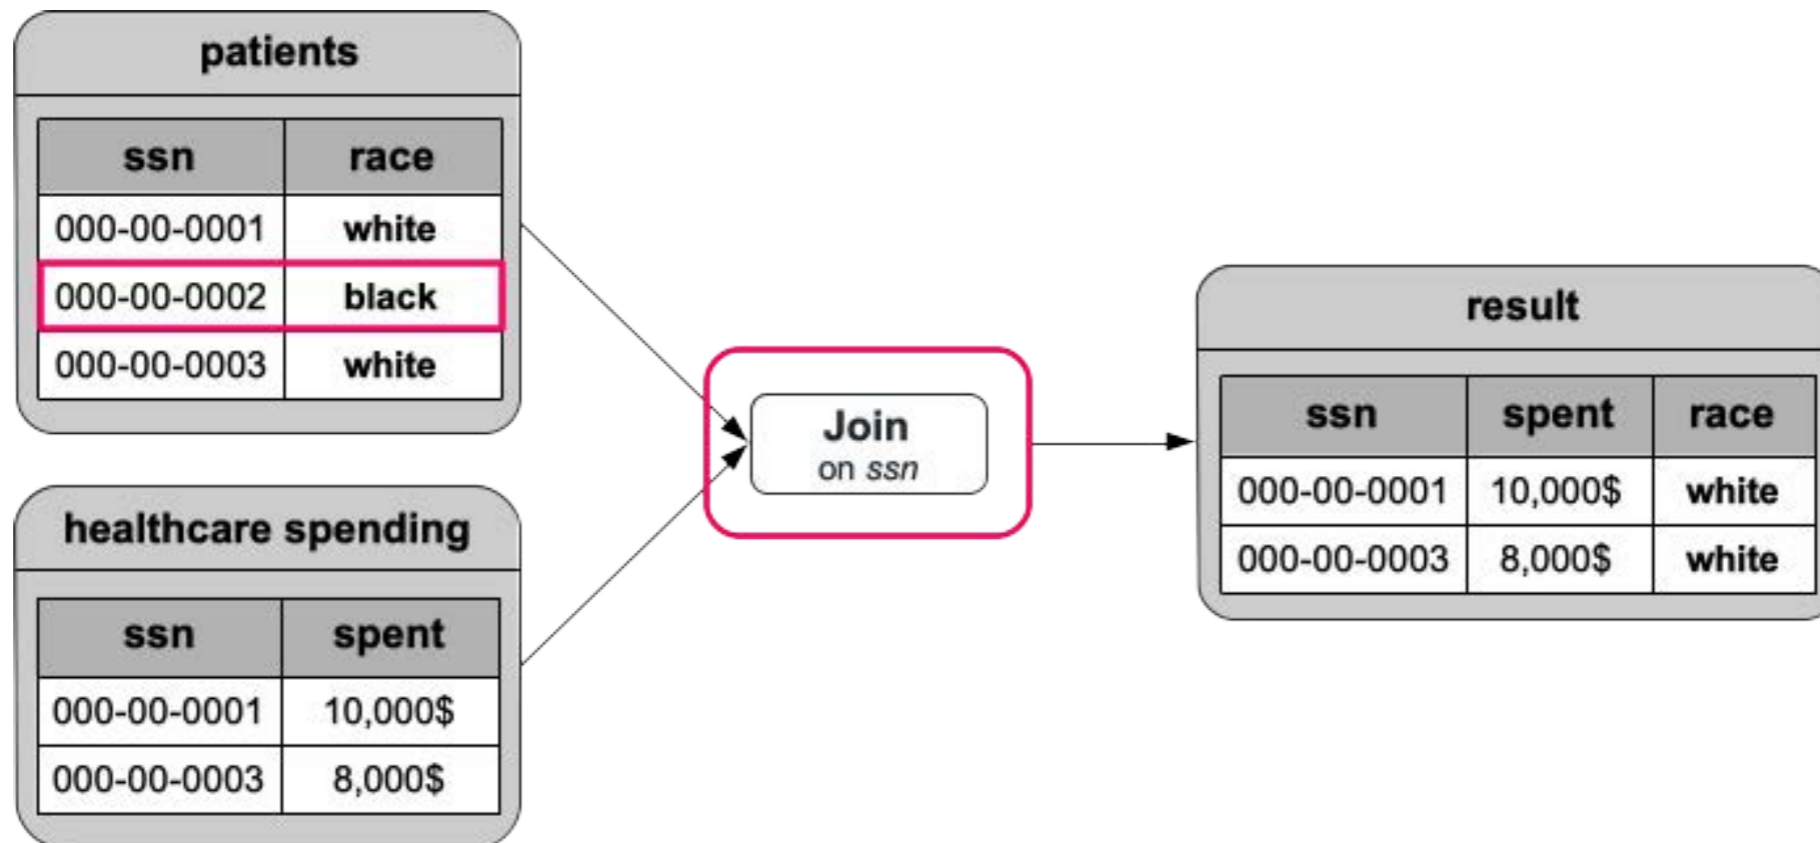 patients
ssn race
000-00-0001 white
000-00-0002 black
000-00-0003 white
healthcare spending
ssn spent
000-00-0001 10,000$
000-00-0003 8,000$
Join
on ssn
result
ssn spent race
000-00-0001 10,000$ white
000-00-0003 8,000$ white